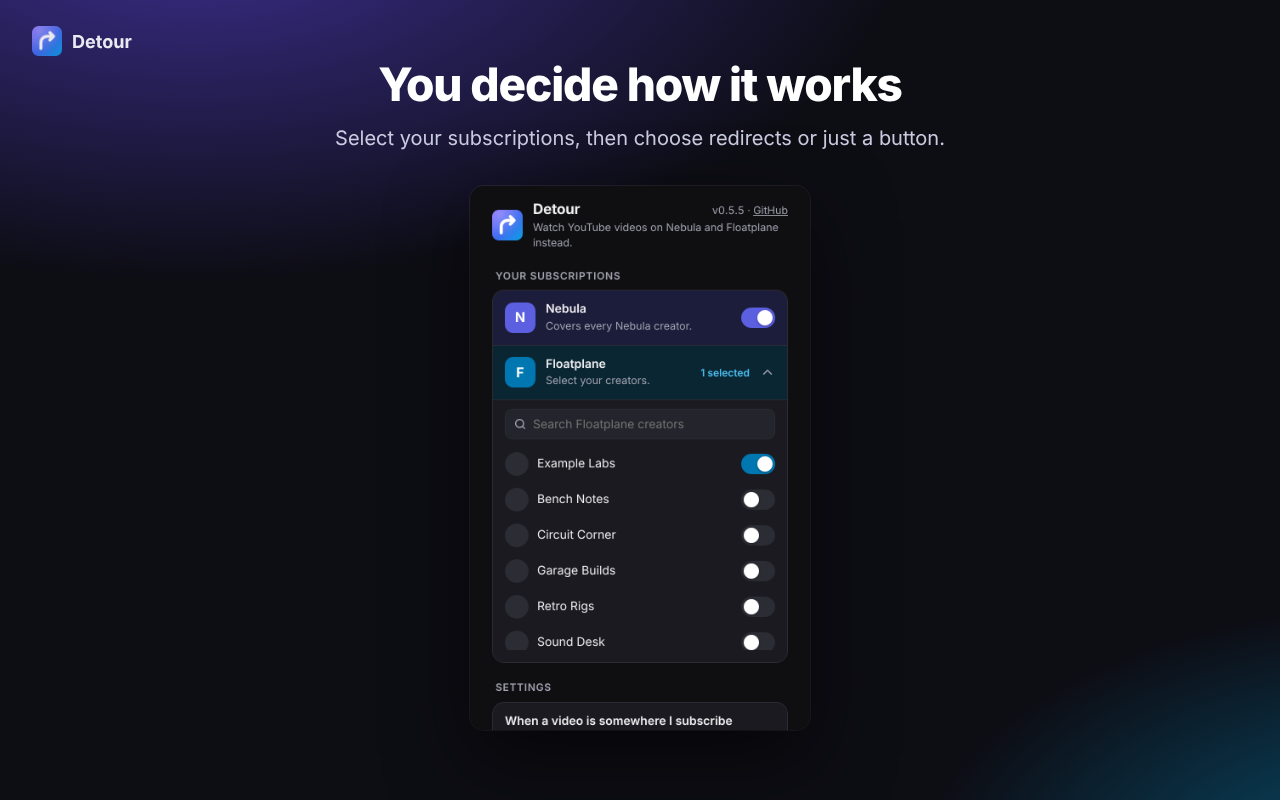 Detour
You decide how it works
Select your subscriptions, then choose redirects or just a button.
Detour
v0.5.5 · GitHub
Watch YouTube videos on Nebula and Floatplane
instead.
YOUR SUBSCRIPTIONS
N
Nebula
Covers every Nebula creator.
F
Floatplane
Select your creators.
1 selected
Search Floatplane creators
Example Labs
Bench Notes
Circuit Corner
Garage Builds
Retro Rigs
Sound Desk
SETTINGS
When a video is somewhere I subscribe